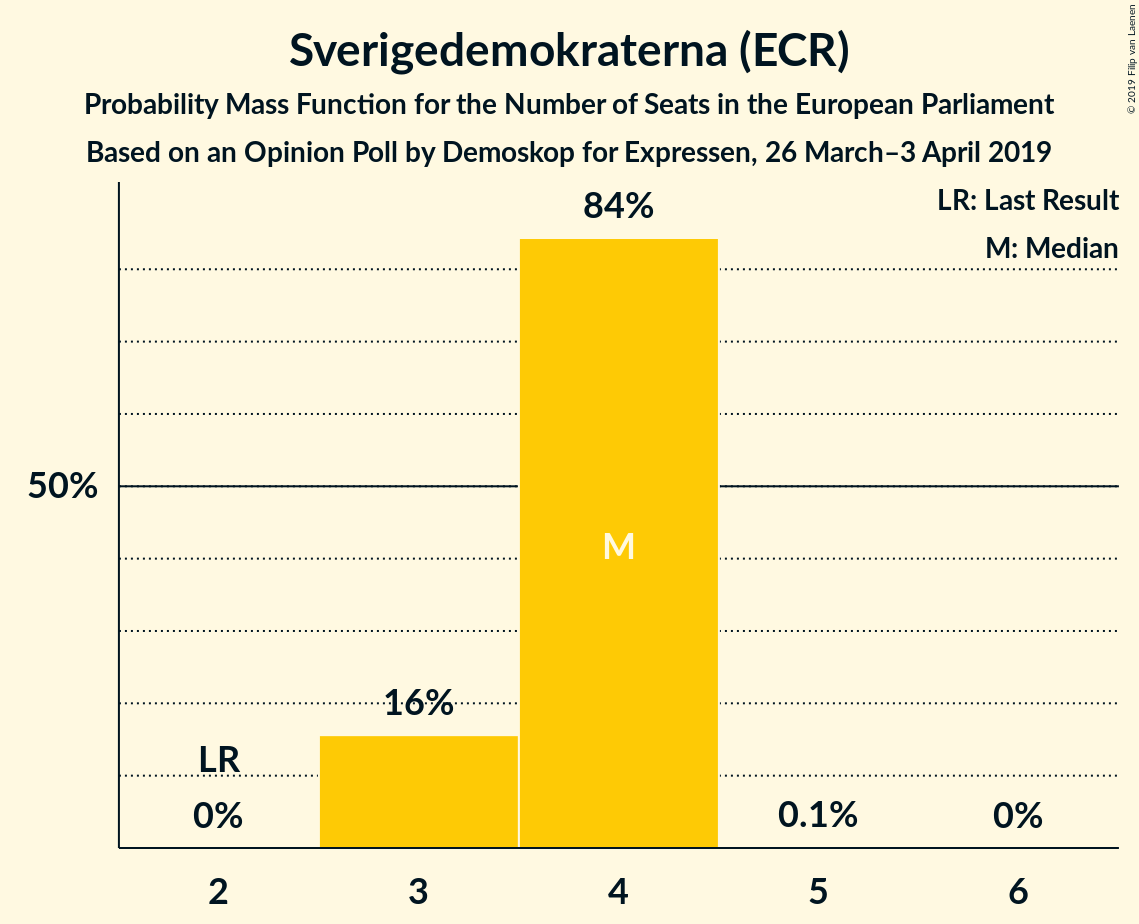 Sverigedemokraterna (ECR)
Probability Mass Function for the Number of Seats in the European Parliament
Based on an Opinion Poll by Demoskop for Expressen, 26 March–3 April 2019
© 2019 Filip van Laenen
LR: Last Result
M: Median
84%
50%
M
16%
LR
0%
0.1%
0%
2 3 4 5 6